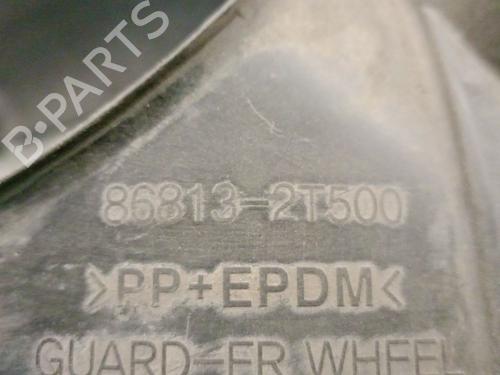 B-PARTS
86813-2T500
>PP+EPDM<
GUARD-FR WHEEL